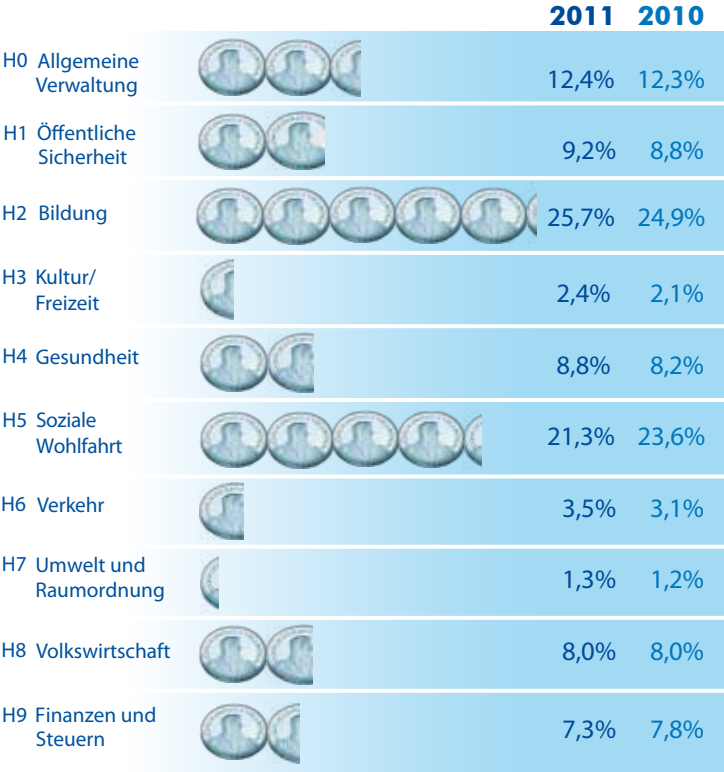 2011 2010
H0 Allgemeine
Verwaltung
12,4% 12,3%
H1 Öffentliche
Sicherheit
9,2% 8,8%
H2 Bildung
25,7% 24,9%
H3 Kultur/
Freizeit
2,4% 2,1%
H4 Gesundheit
8,8% 8,2%
H5 Soziale
Wohlfahrt
21,3% 23,6%
H6 Verkehr
3,5% 3,1%
H7 Umwelt und
Raumordnung
1,3% 1,2%
H8 Volkswirtschaft
8,0% 8,0%
H9 Finanzen und
Steuern
7,3% 7,8%